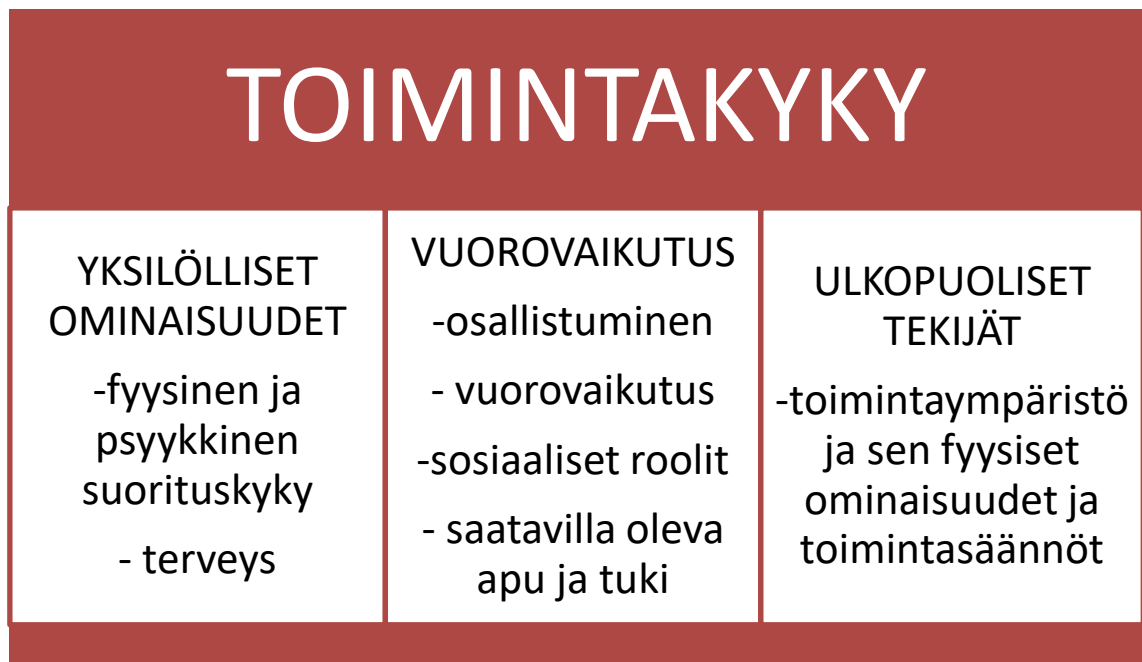 TOIMINTAKYKY
YKSILÖLLISET
OMINAISUUDET
-fyysinen ja
psyykkinen
suorituskyky
- terveys
VUOROVAIKUTUS
-osallistuminen
- vuorovaikutus
-sosiaaliset roolit
- saatavilla oleva
apu ja tuki
ULKOPUOLISET
TEKIJÄT
-toimintaympäristö
ja sen fyysiset
ominaisuudet ja
toimintasäännöt